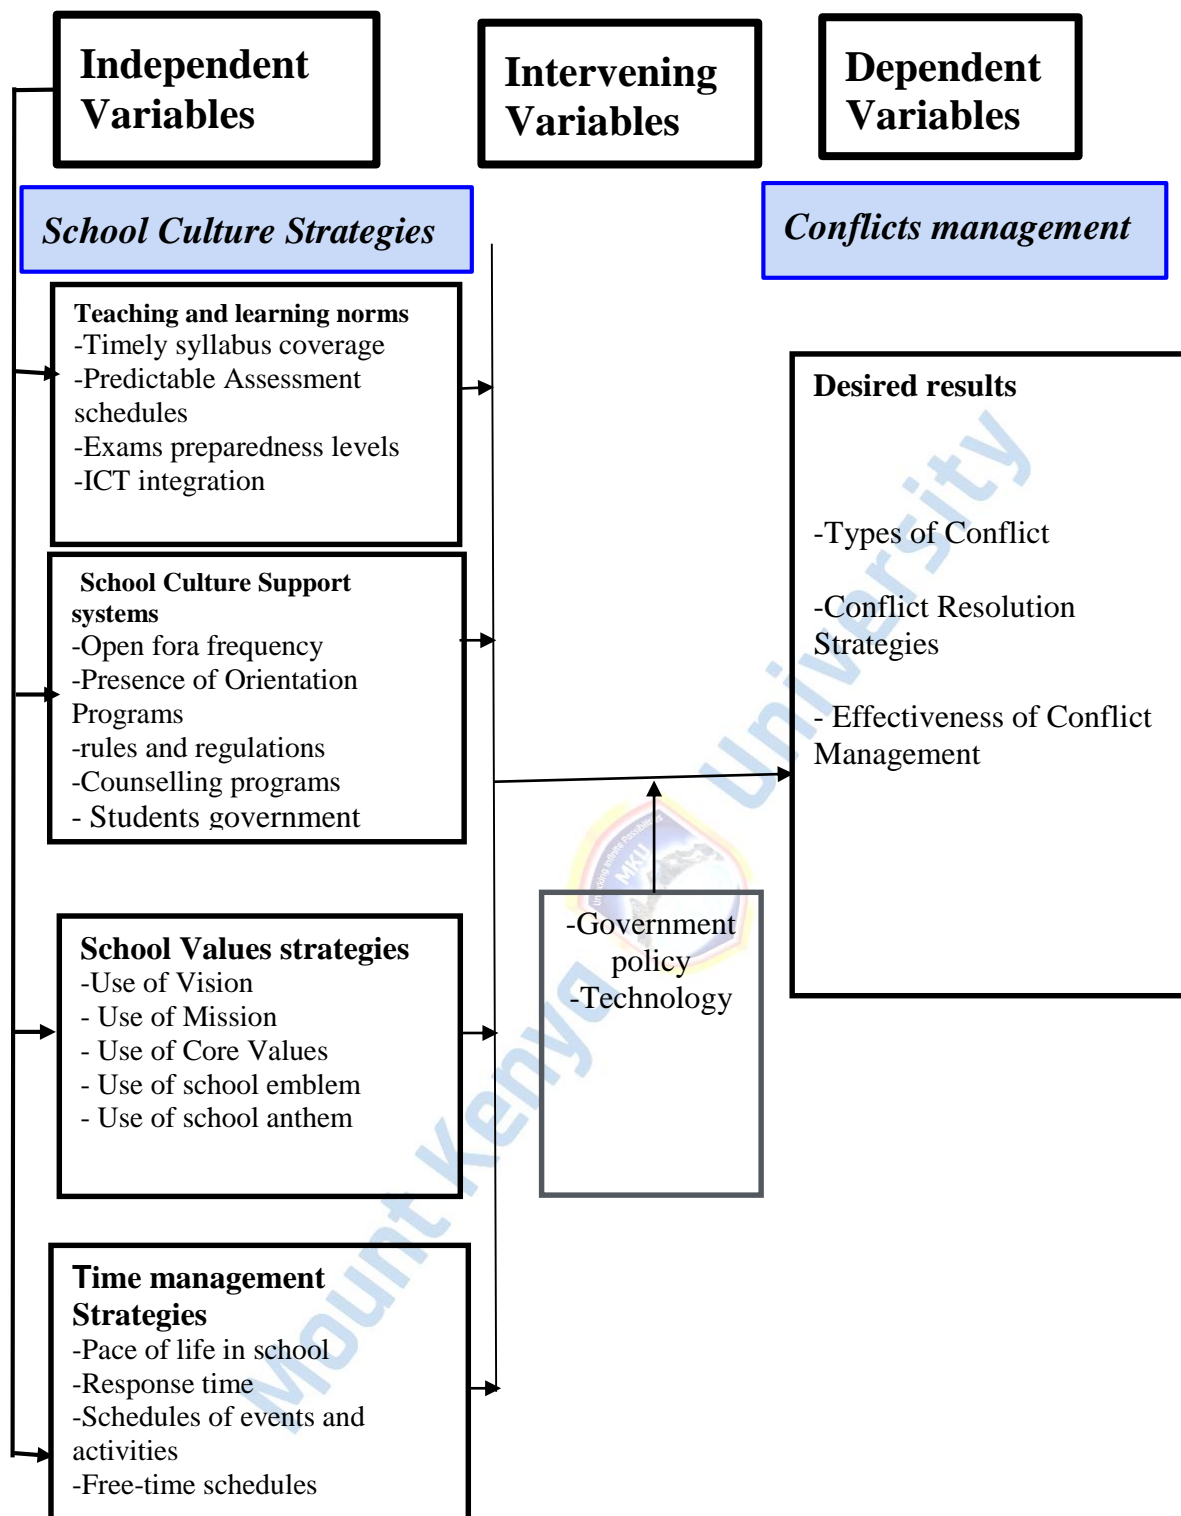 Independent
Variables
Intervening
Variables
Dependent
Variables
School Culture Strategies
Conflicts management
Teaching and learning norms
-Timely syllabus coverage
-Predictable Assessment
schedules
-Exams preparedness levels
-ICT integration
School Culture Support
systems
-Open fora frequency
-Presence of Orientation
Programs
-rules and regulations
-Counselling programs
- Students government
School Values strategies
-Use of Vision
- Use of Mission
- Use of Core Values
- Use of school emblem
- Use of school anthem
Time management
Strategies
-Pace of life in school
-Response time
-Schedules of events and
activities
-Free-time schedules
-Government
policy
-Technology
Desired results
-Types of Conflict
-Conflict Resolution
Strategies
- Effectiveness of Conflict
Management
Mount Kenya University
Unlocking Infinite Possibilities
MKU